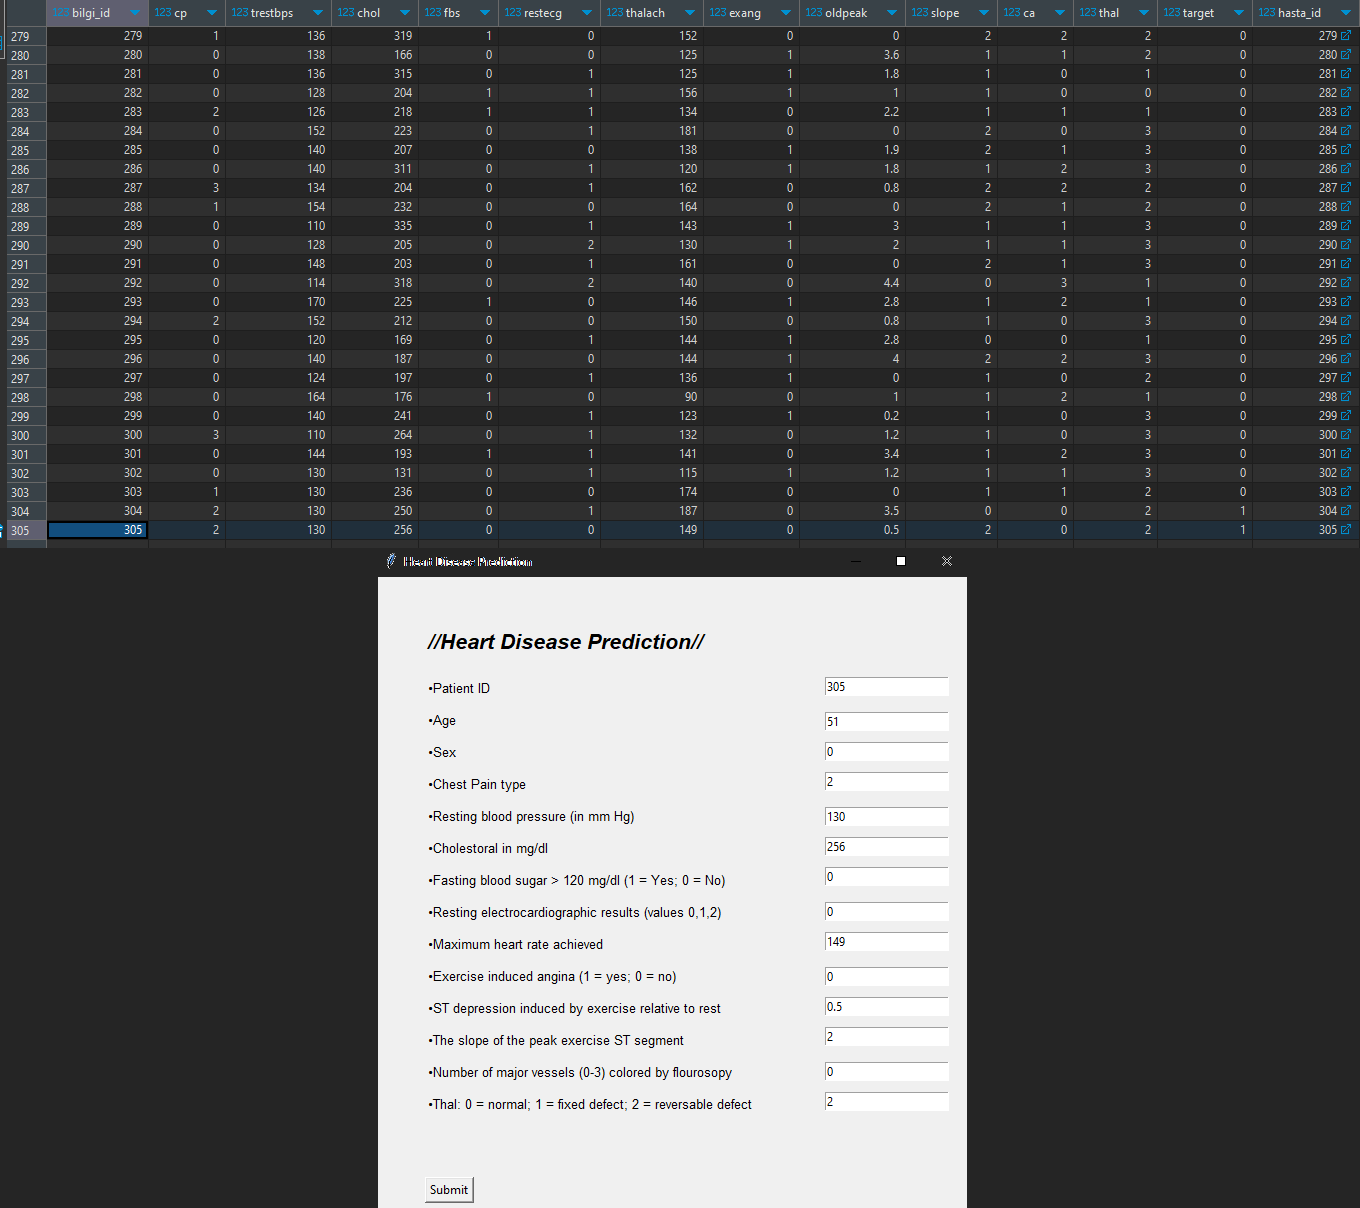 123 bilgi_id 123 cp 123 trestbps 123 chol 123 fbs 123 restecg 123 thalach 123 exang 123 oldpeak 123 slope 123 ca 123 thal 123 target 123 hasta_id
279 279 1 136 319 1 0 152 0 0 2 2 2 0 279
280 280 0 138 166 0 0 125 1 3.6 1 1 2 0 280
281 281 0 136 315 0 1 125 1 1.8 1 0 1 0 281
282 282 0 128 204 1 1 156 1 1 1 0 0 0 282
283 283 2 126 218 1 1 134 0 2.2 1 1 1 0 283
284 284 0 152 223 0 1 181 0 0 2 0 3 0 284
285 285 0 140 207 0 0 138 1 1.9 2 1 3 0 285
286 286 0 140 311 0 1 120 1 1.8 1 2 3 0 286
287 287 3 134 204 0 1 162 0 0.8 2 2 2 0 287
288 288 1 154 232 0 0 164 0 0 2 1 2 0 288
289 289 0 110 335 0 1 143 1 3 1 1 3 0 289
290 290 0 128 205 0 2 130 1 2 1 1 3 0 290
291 291 0 148 203 0 1 161 0 0 2 1 3 0 291
292 292 0 114 318 0 2 140 0 4.4 0 3 1 0 292
293 293 0 170 225 1 0 146 1 2.8 1 2 1 0 293
294 294 2 152 212 0 0 150 0 0.8 1 0 3 0 294
295 295 0 120 169 0 1 144 1 2.8 0 0 1 0 295
296 296 0 140 187 0 0 144 1 4 2 2 3 0 296
297 297 0 124 197 0 1 136 1 0 1 0 2 0 297
298 298 0 164 176 1 0 90 0 1 1 2 1 0 298
299 299 0 140 241 0 1 123 1 0.2 1 0 3 0 299
300 300 3 110 264 0 1 132 0 1.2 1 0 3 0 300
301 301 0 144 193 1 1 141 0 3.4 1 2 3 0 301
302 302 0 130 131 0 1 115 1 1.2 1 1 3 0 302
303 303 1 130 236 0 0 174 0 0 1 1 2 0 303
304 304 2 130 250 0 1 187 0 3.5 0 0 2 1 304
305 305 2 130 256 0 0 149 0 0.5 2 0 2 1 305
Heart Disease Prediction
//Heart Disease Prediction//
•Patient ID 305
•Age 51
•Sex 0
•Chest Pain type 2
•Resting blood pressure (in mm Hg) 130
•Cholestoral in mg/dl 256
•Fasting blood sugar > 120 mg/dl (1 = Yes; 0 = No) 0
•Resting electrocardiographic results (values 0,1,2) 0
•Maximum heart rate achieved 149
•Exercise induced angina (1 = yes; 0 = no) 0
•ST depression induced by exercise relative to rest 0.5
•The slope of the peak exercise ST segment 2
•Number of major vessels (0-3) colored by flourosopy 0
•Thal: 0 = normal; 1 = fixed defect; 2 = reversable defect 2
Submit